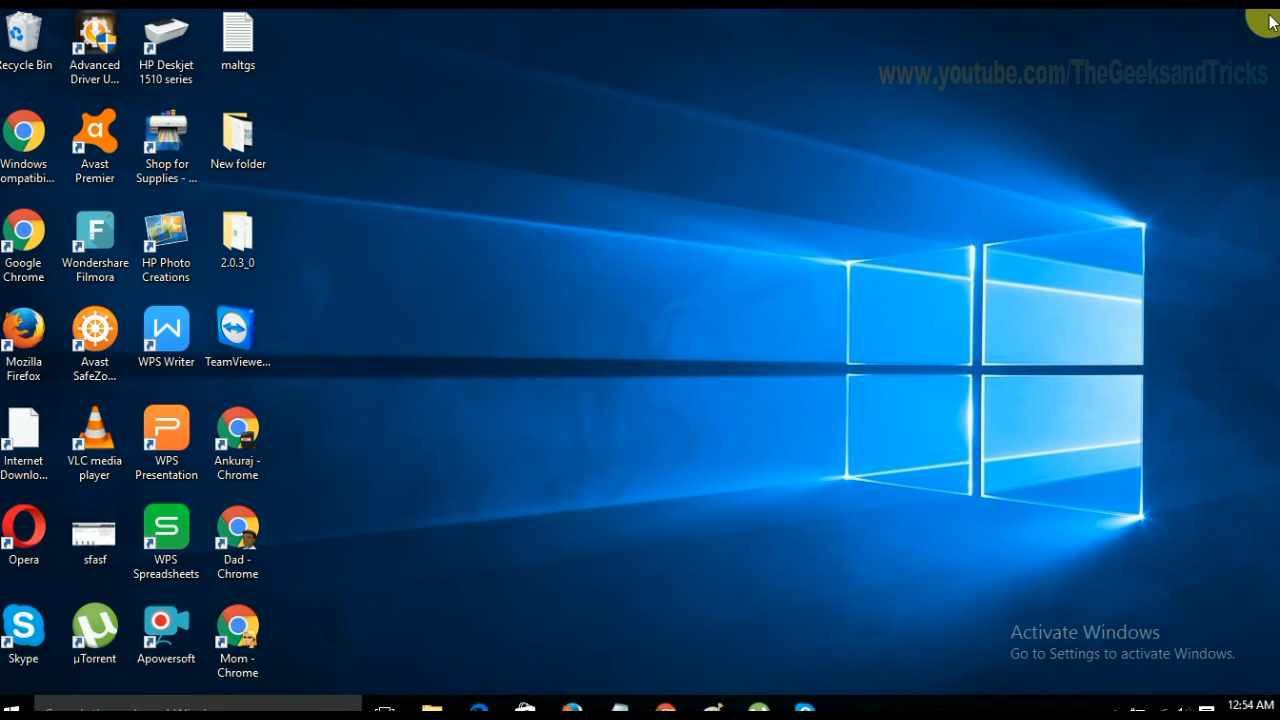 www.youtube.com/TheGeeksandTricks
Recycle Bin
Advanced
Driver U...
HP Deskjet
1510 series
maltgs
Windows
ompatibi...
Avast
Premier
Shop for
Supplies - ...
New folder
Google
Chrome
Wondershare
Filmora
HP Photo
Creations
2.0.3_0
Mozilla
Firefox
Avast
SafeZo...
WPS Writer
TeamViewe...
Internet
Downlo...
VLC media
player
WPS
Presentation
Ankuraj -
Chrome
Opera
sfasf
WPS
Spreadsheets
Dad -
Chrome
Skype
µTorrent
Apowersoft
Mom -
Chrome
Activate Windows
Go to Settings to activate Windows.
12:54 AM